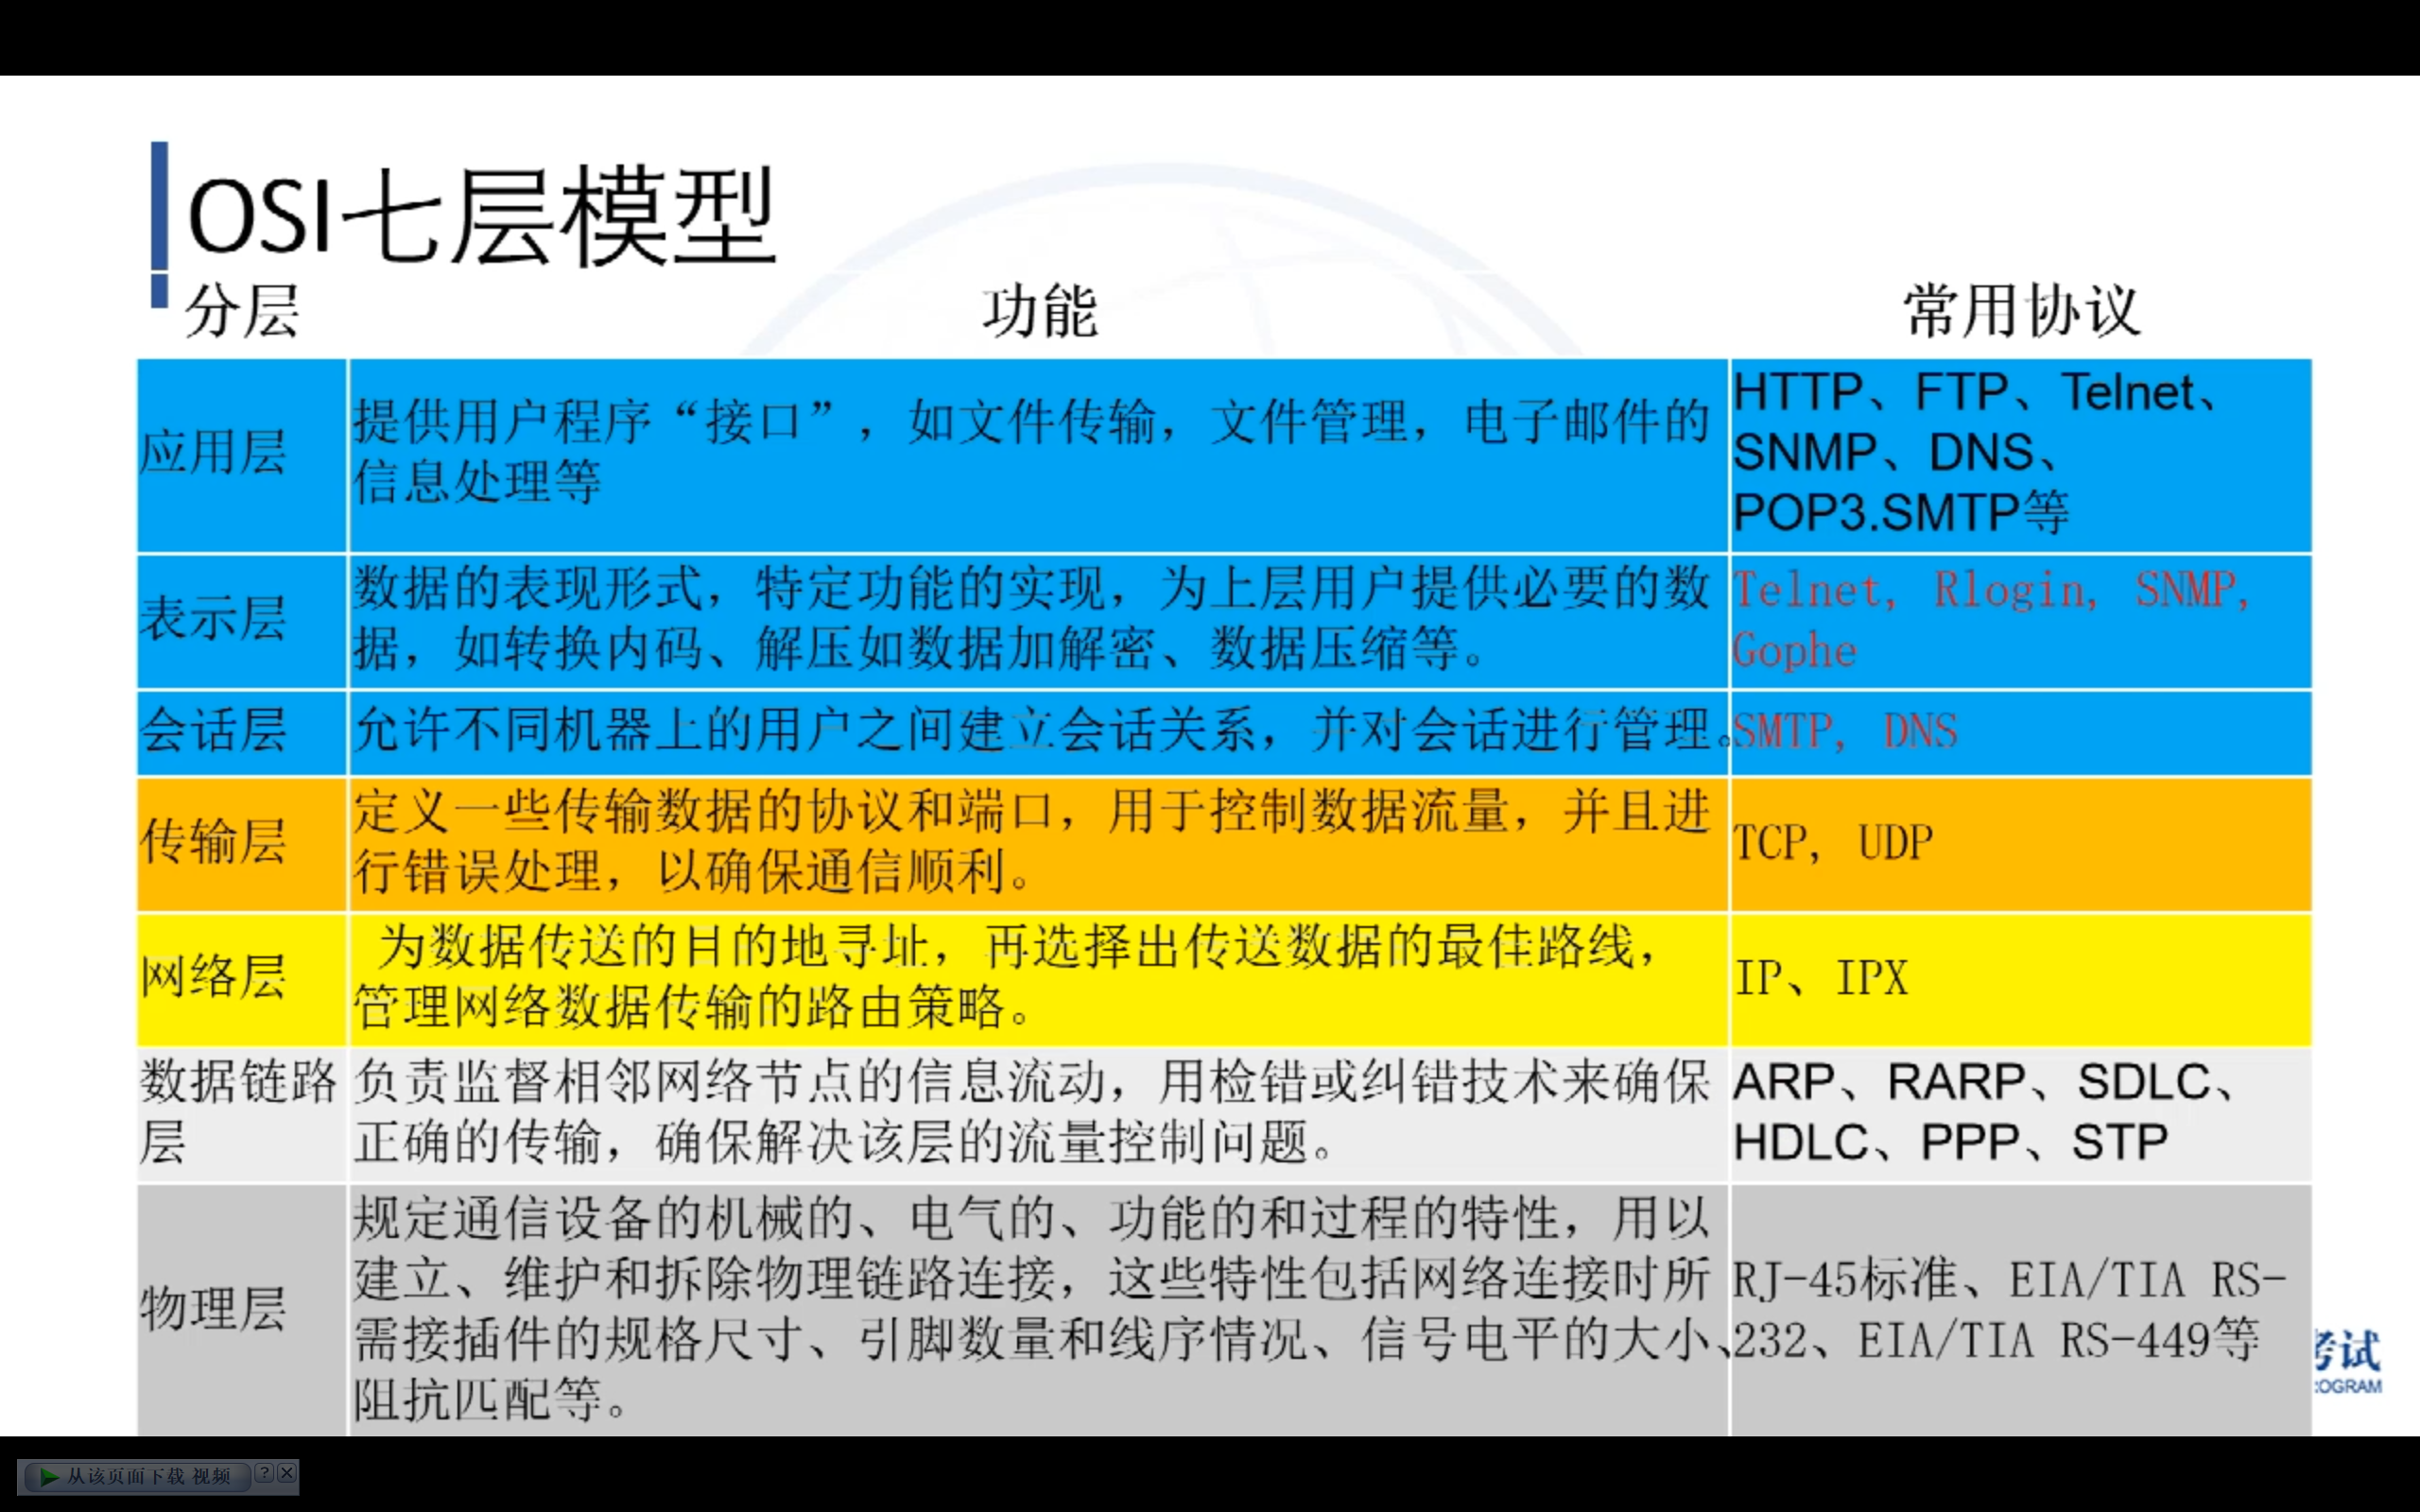 OSI七层模型
分层 功能 常用协议
应用层
提供用户程序“接口”，如文件传输，文件管理，电子邮件的
信息处理等
HTTP、FTP、Telnet、
SNMP、DNS、
POP3.SMTP等
表示层
数据的表现形式，特定功能的实现，为上层用户提供必要的数
据，如转换内码、解压如数据加解密、数据压缩等。
Telnet, Rlogin, SNMP,
Gophe
会话层
允许不同机器上的用户之间建立会话关系，并对会话进行管理。
SMTP, DNS
传输层
定义一些传输数据的协议和端口，用于控制数据流量，并且进
行错误处理，以确保通信顺利。
TCP, UDP
网络层
为数据传送的目的地寻址，再选择出传送数据的最佳路线，
管理网络数据传输的路由策略。
IP、IPX
数据链路
层
负责监督相邻网络节点的信息流动，用检错或纠错技术来确保
正确的传输，确保解决该层的流量控制问题。
ARP、RARP、SDLC、
HDLC、PPP、STP
物理层
规定通信设备的机械的、电气的、功能的和过程的特性，用以
建立、维护和拆除物理链路连接，这些特性包括网络连接时所
需接插件的规格尺寸、引脚数量和线序情况、信号电平的大小、
阻抗匹配等。
RJ-45标准、EIA/TIA RS-
232、EIA/TIA RS-449等
考试
OGRAM
从该页面下载 视频 ?